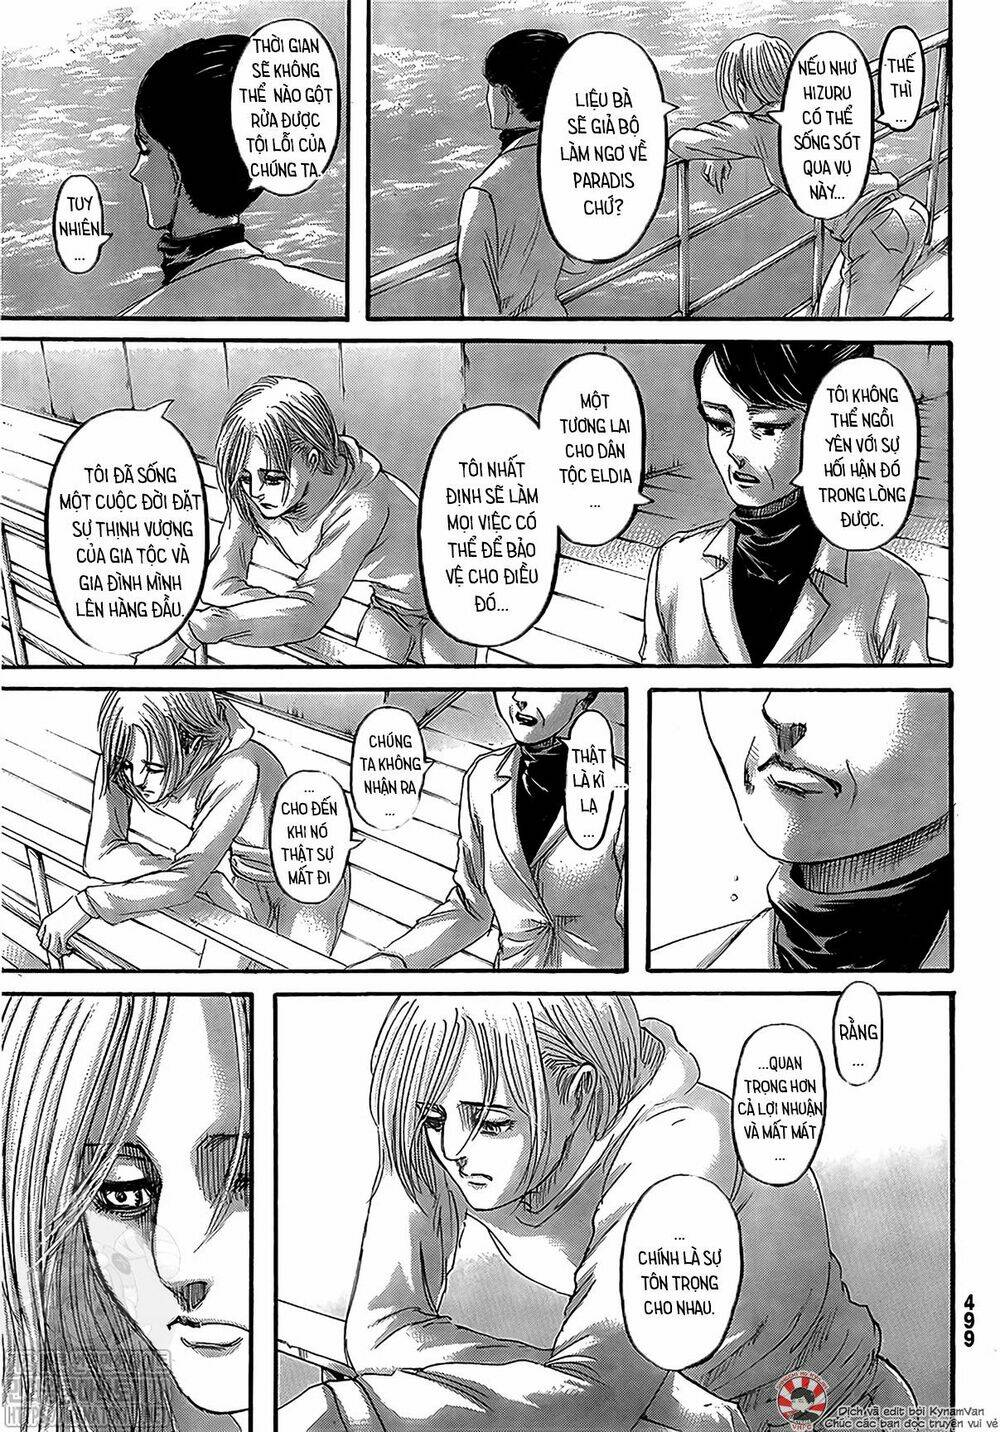 THẾ
THÌ
...
NẾU NHƯ
HIZURU
CÓ THỂ
SỐNG SÓT
QUA VỤ
NÀY...
LIỆU BÀ
SẼ GIẢ BỘ
LÀM NGƠ VỀ
PARADIS
CHỨ?
THỜI GIAN
SẼ KHÔNG
THỂ NÀO GỘT
RỬA ĐƯỢC
TỘI LỖI CỦA
CHÚNG TA.
TUY
NHIÊN
...
TÔI KHÔNG
THỂ NGỒI
YÊN VỚI SỰ
HỐI HẬN ĐÓ
TRONG LÒNG
ĐƯỢC.
MỘT
TƯƠNG LAI
CHO DÂN
TỘC ELDIA
...
TÔI NHẤT
ĐỊNH SẼ LÀM
MỌI VIỆC CÓ
THỂ ĐỂ BẢO
VỆ CHO ĐIỀU
ĐÓ...
TÔI ĐÃ SỐNG
MỘT CUỘC ĐỜI ĐẶT
SỰ THỊNH VƯỢNG
CỦA GIA TỘC VÀ
GIA ĐÌNH MÌNH
LÊN HÀNG ĐẦU.
THẬT
LÀ KÌ
LẠ
...
CHÚNG
TA KHÔNG
NHẬN RA
...
...
CHO ĐẾN
KHI NÓ
THẬT SỰ
MẤT ĐI
RẰNG
...
...QUAN
TRỌNG HƠN
CẢ LỢI NHUẬN
VÀ MẤT MÁT
...
...
CHÍNH LÀ SỰ
TÔN TRỌNG
CHO NHAU.
499
Dịch và edit bởi KynamVan
Chúc các bạn đọc truyện vui vẻ